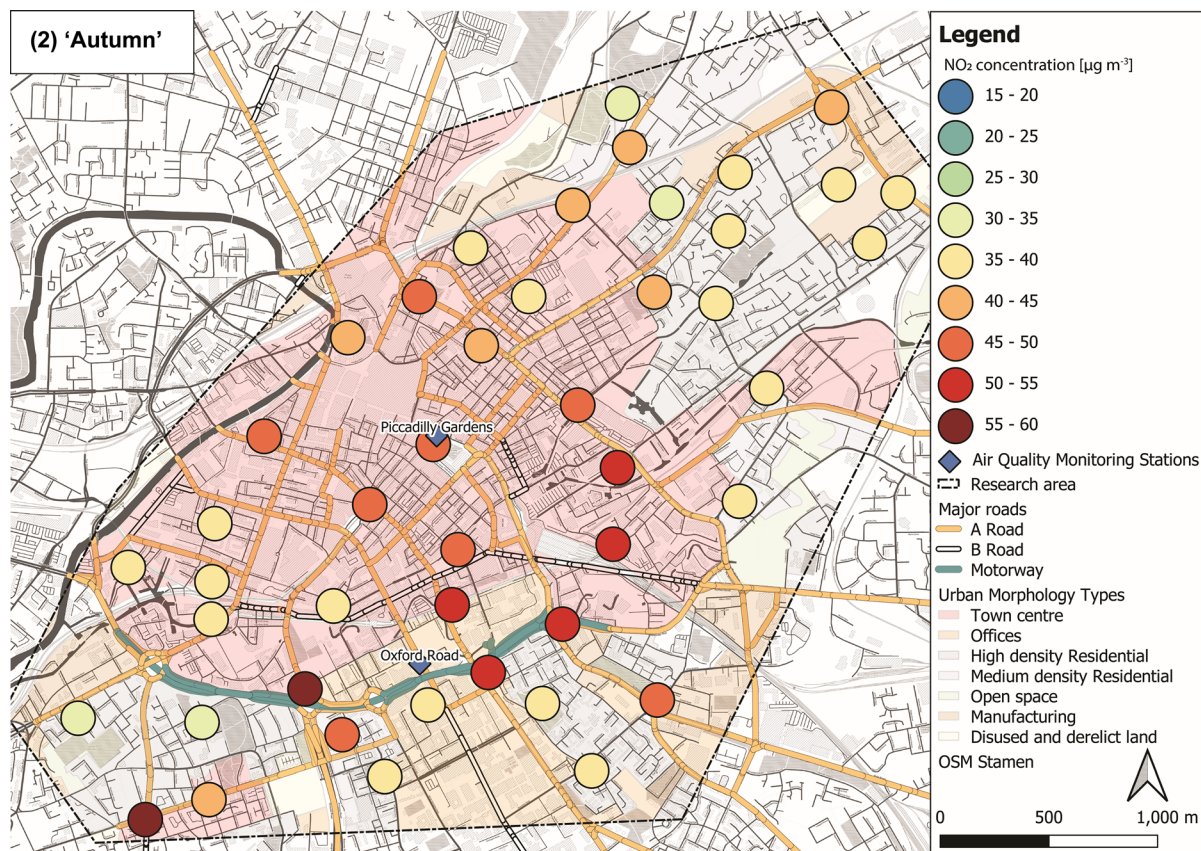 (2) ‘Autumn’
Piccadilly Gardens
Oxford Road
Legend
NO₂ concentration [µg m⁻³]
15 - 20
20 - 25
25 - 30
30 - 35
35 - 40
40 - 45
45 - 50
50 - 55
55 - 60
Air Quality Monitoring Stations
Research area
Major roads
A Road
B Road
Motorway
Urban Morphology Types
Town centre
Offices
High density Residential
Medium density Residential
Open space
Manufacturing
Disused and derelict land
OSM Stamen
0 500 1,000 m